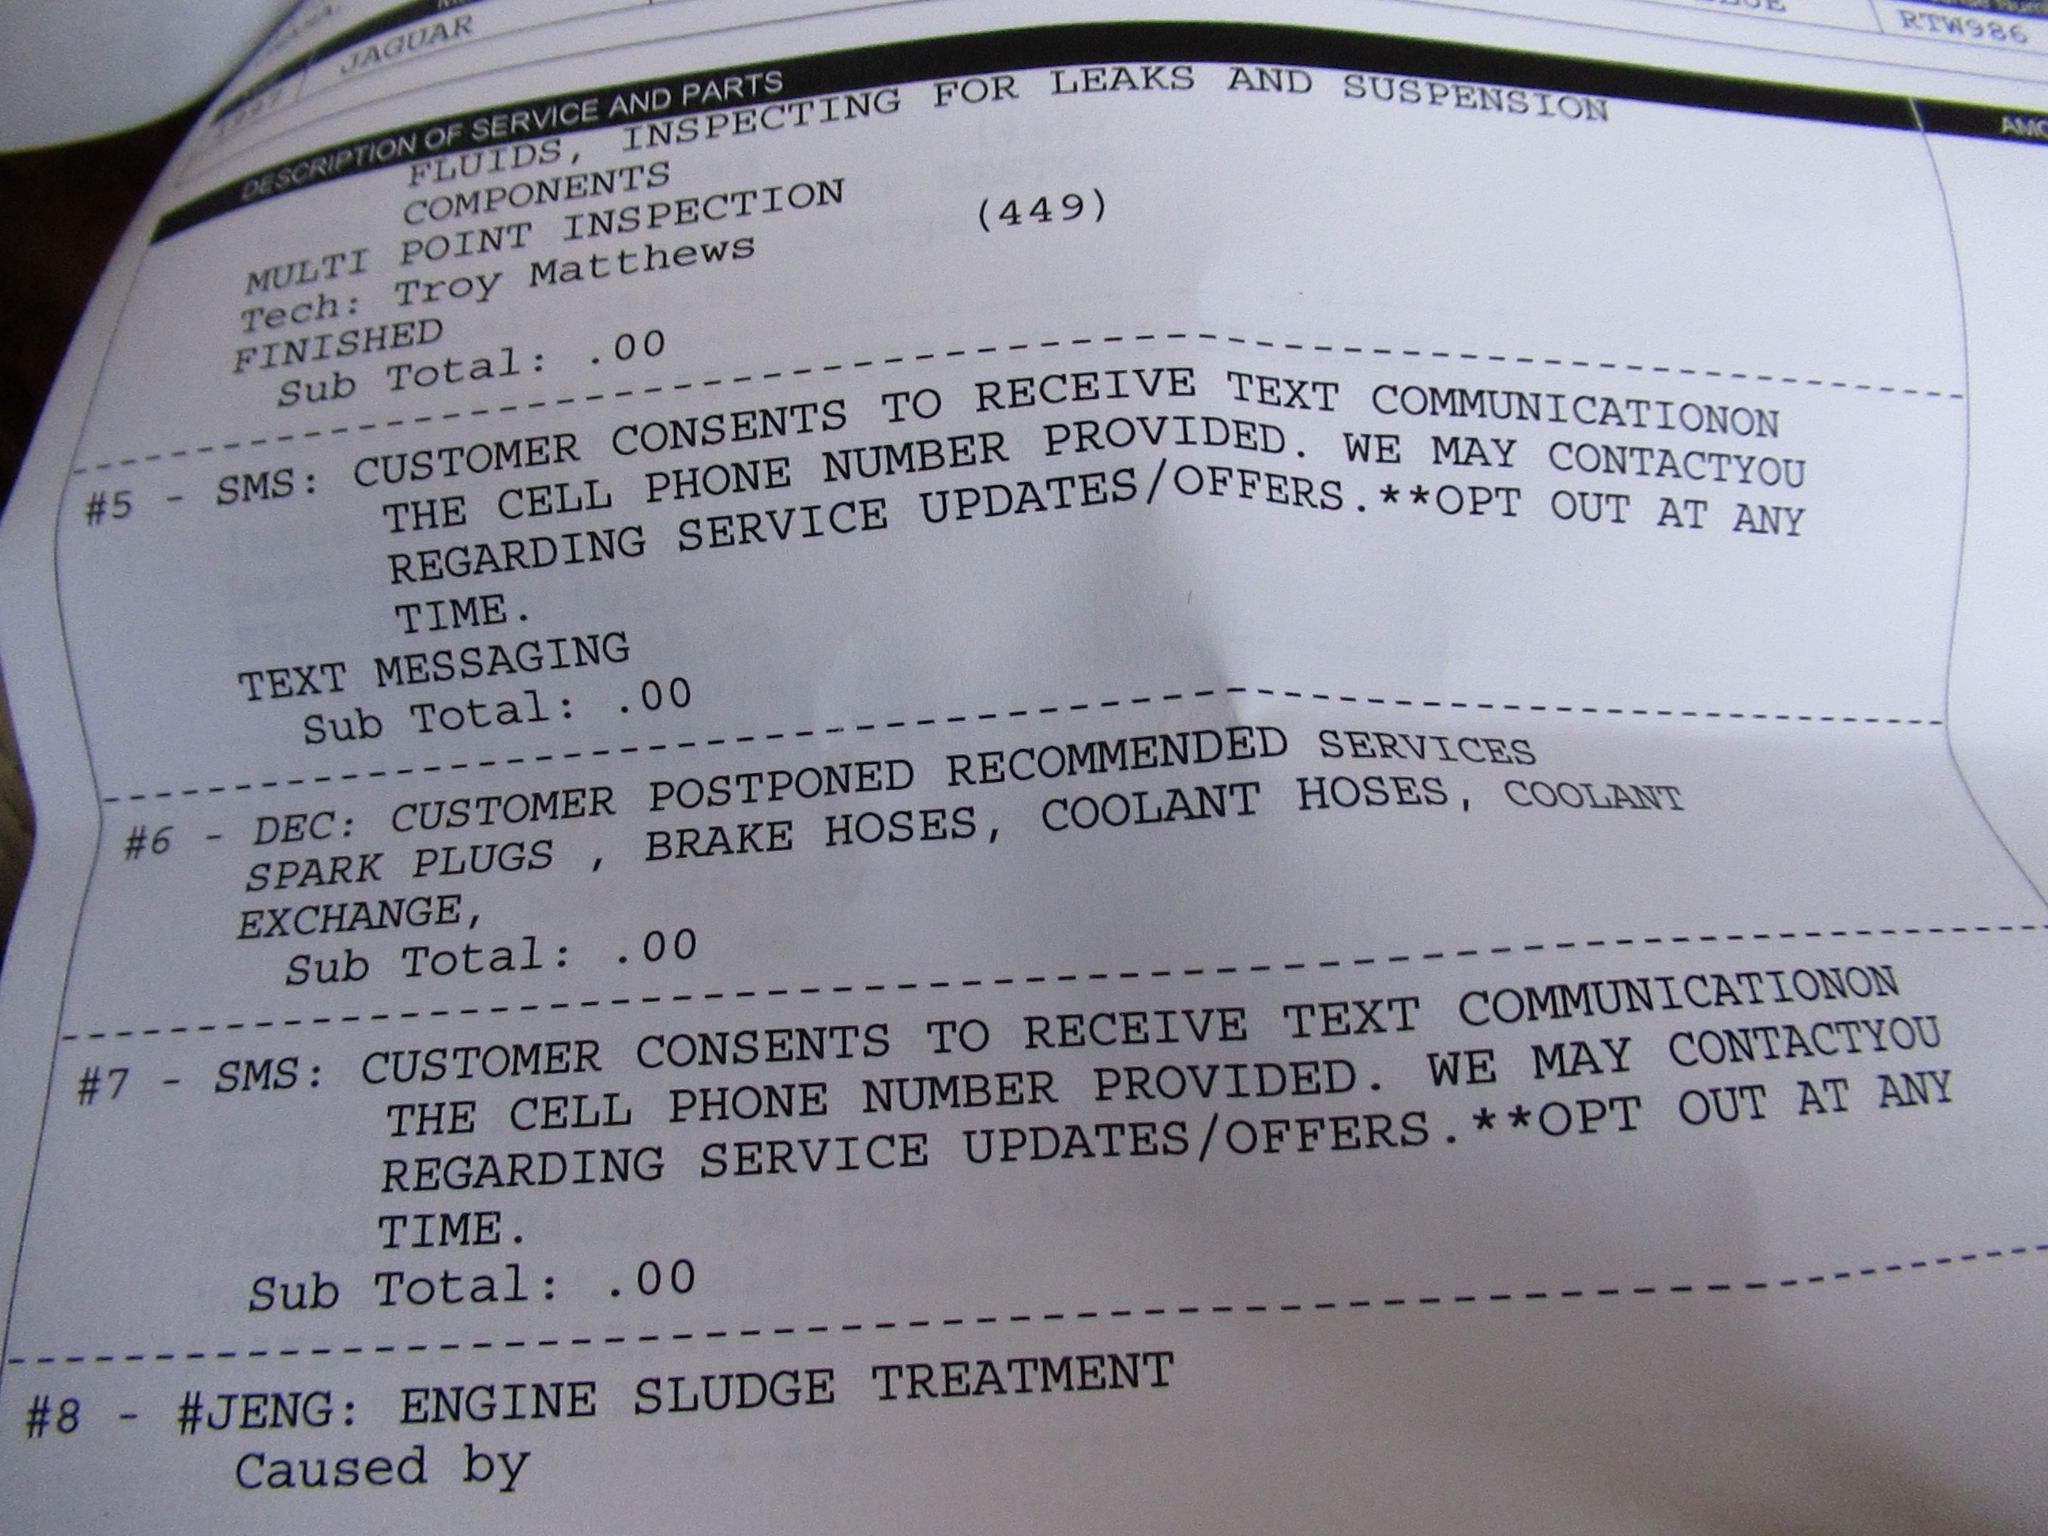 JAGUAR
RTW986
DESCRIPTION OF SERVICE AND PARTS
FLUIDS, INSPECTING FOR LEAKS AND SUSPENSION
COMPONENTS
MULTI POINT INSPECTION
Tech: Troy Matthews (449)
FINISHED
Sub Total: .00
#5 - SMS: CUSTOMER CONSENTS TO RECEIVE TEXT COMMUNICATIONON
THE CELL PHONE NUMBER PROVIDED. WE MAY CONTACTYOU
REGARDING SERVICE UPDATES/OFFERS.**OPT OUT AT ANY
TIME.
TEXT MESSAGING
Sub Total: .00
#6 - DEC: CUSTOMER POSTPONED RECOMMENDED SERVICES
SPARK PLUGS , BRAKE HOSES, COOLANT HOSES, COOLANT
EXCHANGE,
Sub Total: .00
#7 - SMS: CUSTOMER CONSENTS TO RECEIVE TEXT COMMUNICATIONON
THE CELL PHONE NUMBER PROVIDED. WE MAY CONTACTYOU
REGARDING SERVICE UPDATES/OFFERS.**OPT OUT AT ANY
TIME.
Sub Total: .00
#8 - #JENG: ENGINE SLUDGE TREATMENT
Caused by